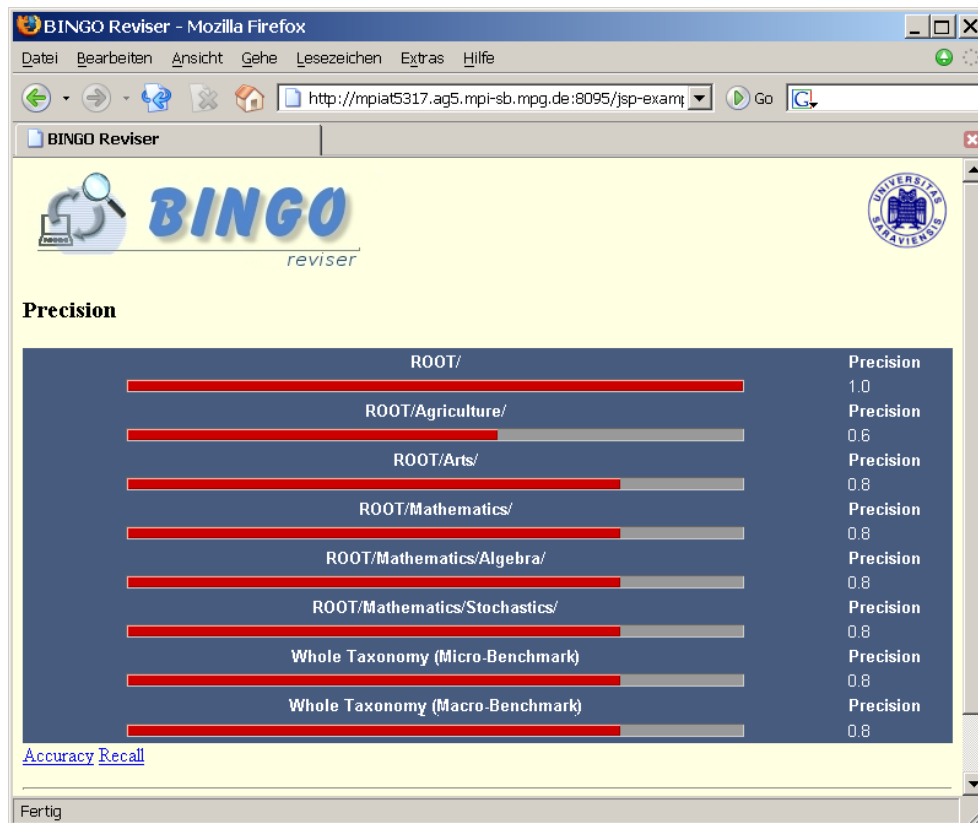 BINGO Reviser - Mozilla Firefox
Datei Bearbeiten Ansicht Gehe Lesezeichen Extras Hilfe
http://mpiat5317.ag5.mpi-sb.mpg.de:8095/jsp-examp Go G
BINGO Reviser
BINGO
reviser
UNIVERSITAS
SARAVIENSIS
Precision
ROOT/ Precision
1.0
ROOT/Agriculture/ Precision
0.6
ROOT/Arts/ Precision
0.8
ROOT/Mathematics/ Precision
0.8
ROOT/Mathematics/Algebra/ Precision
0.8
ROOT/Mathematics/Stochastics/ Precision
0.8
Whole Taxonomy (Micro-Benchmark) Precision
0.8
Whole Taxonomy (Macro-Benchmark) Precision
0.8
Accuracy Recall
Fertig